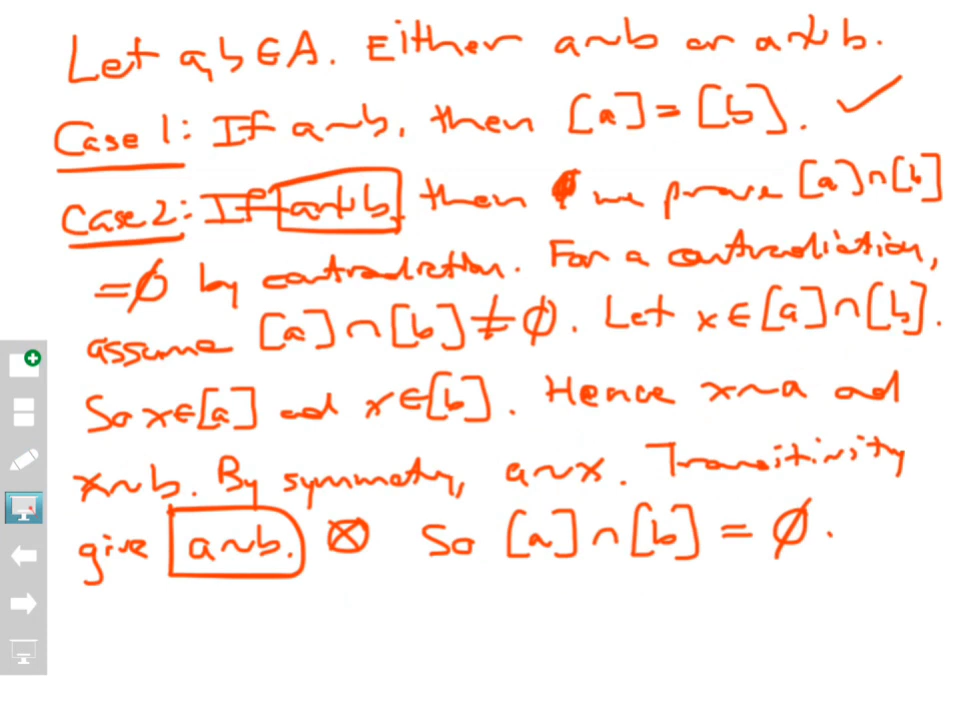 Let a, b ∈ A. Either a~b or a≁b.
Case 1: If a~b, then [a] = [b]. ✓
Case 2: If a≁b, then we prove [a]∩[b]
= ∅ by contradiction. For a contradiction,
assume [a]∩[b] ≠ ∅. Let x ∈ [a]∩[b].
So x∈[a] and x∈[b]. Hence x~a and
x~b. By symmetry, a~x. Transitivity
give a~b. ⊗ So [a]∩[b] = ∅.